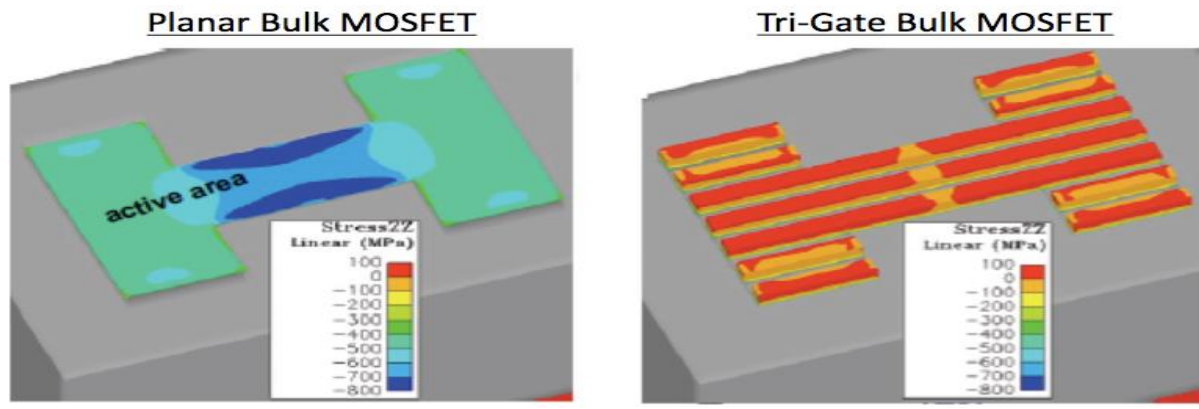 Planar Bulk MOSFET
active area
StressZZ
Linear (MPa)
100
0
-100
-200
-300
-400
-500
-600
-700
-800
Tri-Gate Bulk MOSFET
StressZZ
Linear (MPa)
100
0
-100
-200
-300
-400
-500
-600
-700
-800